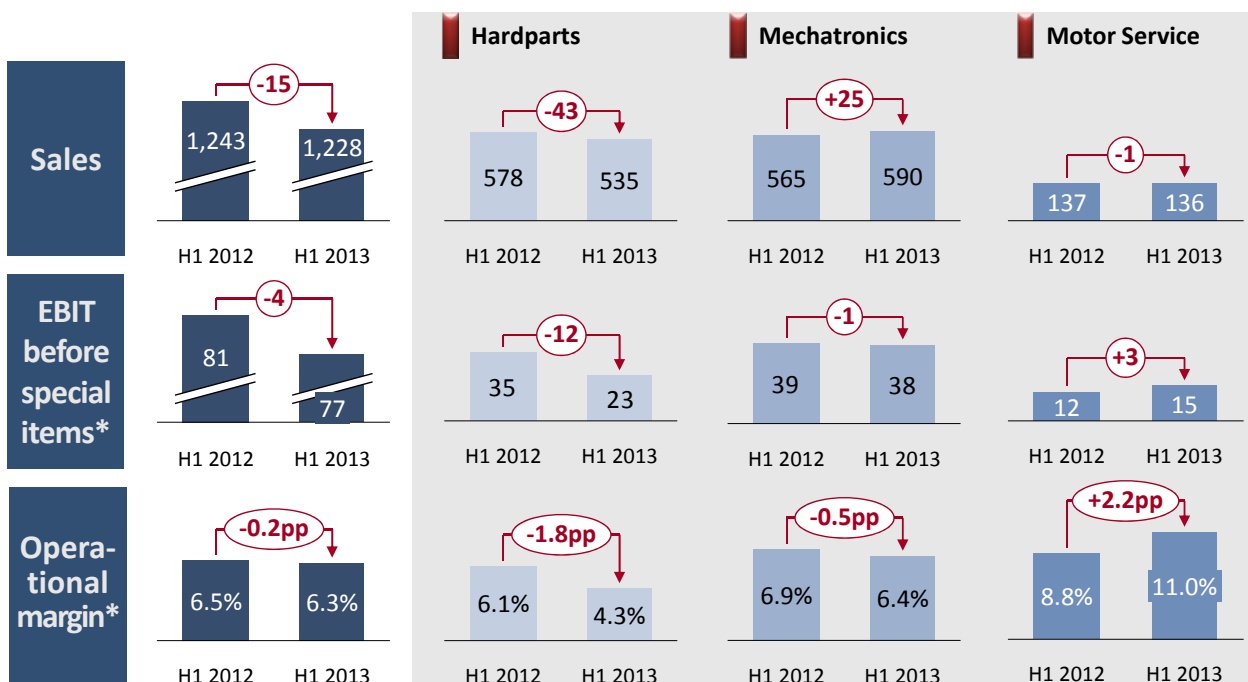 Hardparts
Mechatronics
Motor Service
Sales
-15
1,243
1,228
H1 2012
H1 2013
-43
578
535
H1 2012
H1 2013
+25
565
590
H1 2012
H1 2013
-1
137
136
H1 2012
H1 2013
EBIT
before
special
items*
-4
81
77
H1 2012
H1 2013
-12
35
23
H1 2012
H1 2013
-1
39
38
H1 2012
H1 2013
+3
12
15
H1 2012
H1 2013
Opera-
tional
margin*
-0.2pp
6.5%
6.3%
H1 2012
H1 2013
-1.8pp
6.1%
4.3%
H1 2012
H1 2013
-0.5pp
6.9%
6.4%
H1 2012
H1 2013
+2.2pp
8.8%
11.0%
H1 2012
H1 2013